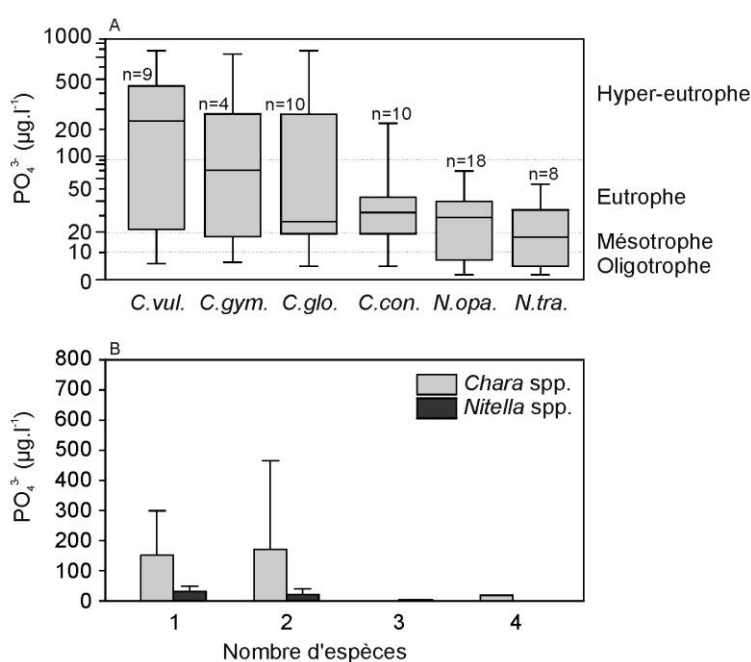 A
1000
500
200
100
50
20
10
0
PO₄³⁻ (µg.l⁻¹)
n=9
n=4
n=10
n=10
n=18
n=8
Hyper-eutrophe
Eutrophe
Mésotrophe
Oligotrophe
C.vul. C.gym. C.glo. C.con. N.opa. N.tra.
B
800
700
600
500
400
300
200
100
0
PO₄³⁻ (µg.l⁻¹)
Chara spp.
Nitella spp.
1 2 3 4
Nombre d'espèces